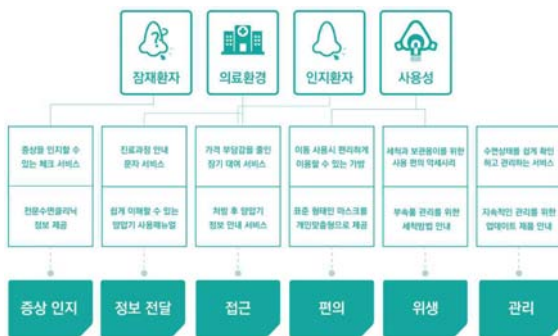 잠재환자
의료환경
인지환자
사용성
증상을 인지할 수
있는 체크 서비스
진료과정 안내
문자 서비스
가격 부담감을 줄인
장기 대여 서비스
이동 사용시 편리하게
이용할 수 있는 가방
세척과 보관용이를 위한
사용 편의 악세사리
수면상태를 쉽게 확인
하고 관리하는 서비스
전문수면클리닉
정보 제공
쉽게 이해할 수 있는
양압기 사용매뉴얼
처방 후 양압기
정보 안내 서비스
표준 형태인 마스크를
개인맞춤형으로 제공
부속품 관리를 위한
세척방법 안내
지속적인 관리를 위한
업데이트 제품 안내
증상 인지
정보 전달
접근
편의
위생
관리